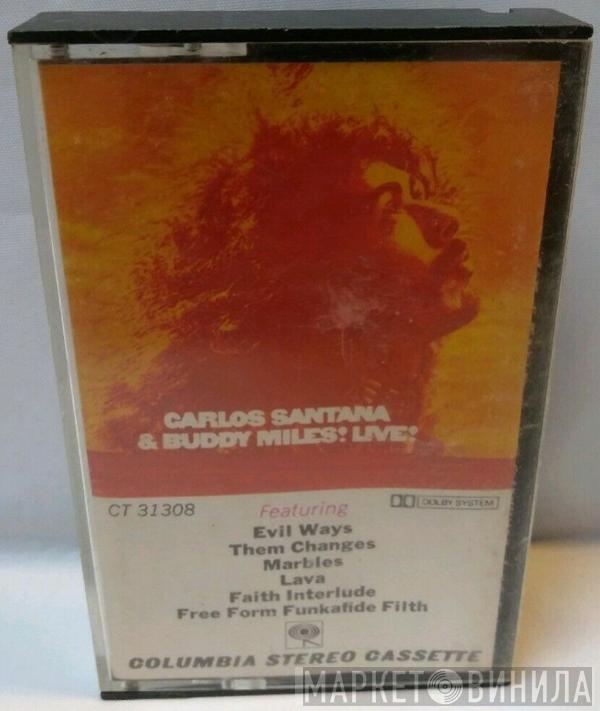 CARLOS SANTANA
& BUDDY MILES! LIVE!
CT 31308
Featuring
DOLBY SYSTEM
Evil Ways
Them Changes
Marbles
Lava
Faith Interlude
Free Form Funkafide Filth
COLUMBIA STEREO CASSETTE
МАРКЕТ ВИНИЛА